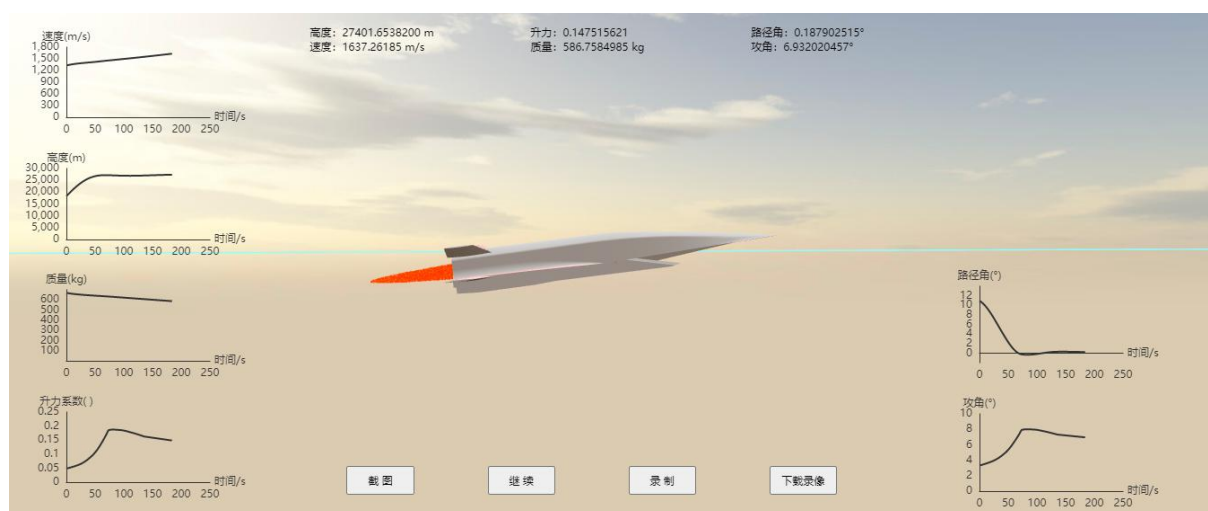 高度：27401.6538200 m
速度：1637.26185 m/s
升力：0.147515621
质量：586.7584985 kg
路径角：0.187902515°
攻角：6.932020457°
速度(m/s)
1,800
1,500
1,200
900
600
300
0
时间/s
0 50 100 150 200 250
高度(m)
30,000
25,000
20,000
15,000
10,000
5,000
0
时间/s
0 50 100 150 200 250
质量(kg)
600
500
400
300
200
100
时间/s
0 50 100 150 200 250
升力系数( )
0.25
0.2
0.15
0.1
0.05
0
时间/s
0 50 100 150 200 250
路径角(°)
12
10
8
6
4
2
0
时间/s
0 50 100 150 200 250
攻角(°)
10
8
6
4
2
0
时间/s
0 50 100 150 200 250
截 图
继 续
录 制
下载录像